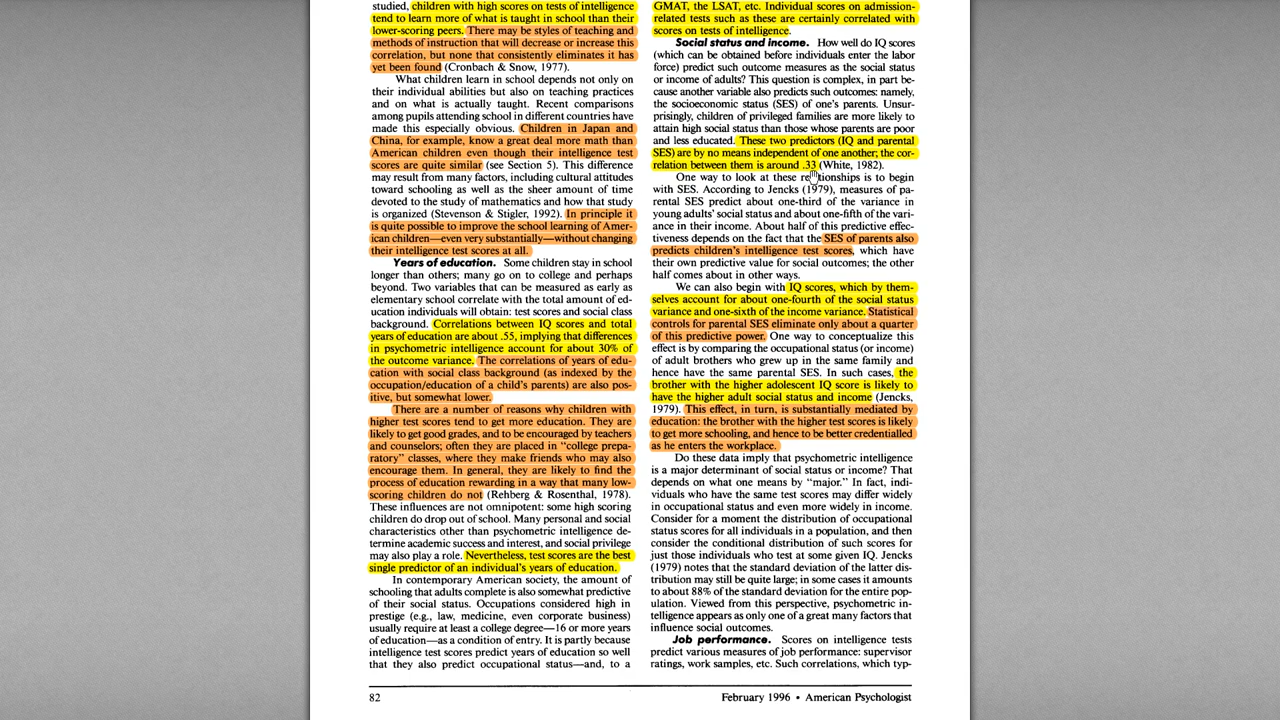 studied, children with high scores on tests of intelligence
tend to learn more of what is taught in school than their
lower-scoring peers. There may be styles of teaching and
methods of instruction that will decrease or increase this
correlation, but none that consistently eliminates it has
yet been found (Cronbach & Snow, 1977).
What children learn in school depends not only on
their individual abilities but also on teaching practices
and on what is actually taught. Recent comparisons
among pupils attending school in different countries have
made this especially obvious. Children in Japan and
China, for example, know a great deal more math than
American children even though their intelligence test
scores are quite similar (see Section 5). This difference
may result from many factors, including cultural attitudes
toward schooling as well as the sheer amount of time
devoted to the study of mathematics and how that study
is organized (Stevenson & Stigler, 1992). In principle it
is quite possible to improve the school learning of Amer-
ican children—even very substantially—without changing
their intelligence test scores at all.
Years of education. Some children stay in school
longer than others; many go on to college and perhaps
beyond. Two variables that can be measured as early as
elementary school correlate with the total amount of ed-
ucation individuals will obtain: test scores and social class
background. Correlations between IQ scores and total
years of education are about .55, implying that differences
in psychometric intelligence account for about 30% of
the outcome variance. The correlations of years of edu-
cation with social class background (as indexed by the
occupation/education of a child's parents) are also pos-
itive, but somewhat lower.
There are a number of reasons why children with
higher test scores tend to get more education. They are
likely to get good grades, and to be encouraged by teachers
and counselors; often they are placed in "college prepa-
ratory" classes, where they make friends who may also
encourage them. In general, they are likely to find the
process of education rewarding in a way that many low-
scoring children do not (Rehberg & Rosenthal, 1978).
These influences are not omnipotent: some high scoring
children do drop out of school. Many personal and social
characteristics other than psychometric intelligence de-
termine academic success and interest, and social privilege
may also play a role. Nevertheless, test scores are the best
single predictor of an individual's years of education.
In contemporary American society, the amount of
schooling that adults complete is also somewhat predictive
of their social status. Occupations considered high in
prestige (e.g., law, medicine, even corporate business)
usually require at least a college degree—16 or more years
of education—as a condition of entry. It is partly because
intelligence test scores predict years of education so well
that they also predict occupational status—and, to a
GMAT, the LSAT, etc. Individual scores on admission-
related tests such as these are certainly correlated with
scores on tests of intelligence.
Social status and income. How well do IQ scores
(which can be obtained before individuals enter the labor
force) predict such outcome measures as the social status
or income of adults? This question is complex, in part be-
cause another variable also predicts such outcomes: namely,
the socioeconomic status (SES) of one's parents. Unsur-
prisingly, children of privileged families are more likely to
attain high social status than those whose parents are poor
and less educated. These two predictors (IQ and parental
SES) are by no means independent of one another; the cor-
relation between them is around .33 (White, 1982).
One way to look at these relationships is to begin
with SES. According to Jencks (1979), measures of pa-
rental SES predict about one-third of the variance in
young adults' social status and about one-fifth of the vari-
ance in their income. About half of this predictive effec-
tiveness depends on the fact that the SES of parents also
predicts children's intelligence test scores, which have
their own predictive value for social outcomes; the other
half comes about in other ways.
We can also begin with IQ scores, which by them-
selves account for about one-fourth of the social status
variance and one-sixth of the income variance. Statistical
controls for parental SES eliminate only about a quarter
of this predictive power. One way to conceptualize this
effect is by comparing the occupational status (or income)
of adult brothers who grew up in the same family and
hence have the same parental SES. In such cases, the
brother with the higher adolescent IQ score is likely to
have the higher adult social status and income (Jencks,
1979). This effect, in turn, is substantially mediated by
education: the brother with the higher test scores is likely
to get more schooling, and hence to be better credentialled
as he enters the workplace.
Do these data imply that psychometric intelligence
is a major determinant of social status or income? That
depends on what one means by "major." In fact, indi-
viduals who have the same test scores may differ widely
in occupational status and even more widely in income.
Consider for a moment the distribution of occupational
status scores for all individuals in a population, and then
consider the conditional distribution of such scores for
just those individuals who test at some given IQ. Jencks
(1979) notes that the standard deviation of the latter dis-
tribution may still be quite large; in some cases it amounts
to about 88% of the standard deviation for the entire pop-
ulation. Viewed from this perspective, psychometric in-
telligence appears as only one of a great many factors that
influence social outcomes.
Job performance. Scores on intelligence tests
predict various measures of job performance: supervisor
ratings, work samples, etc. Such correlations, which typ-
82
February 1996 • American Psychologist